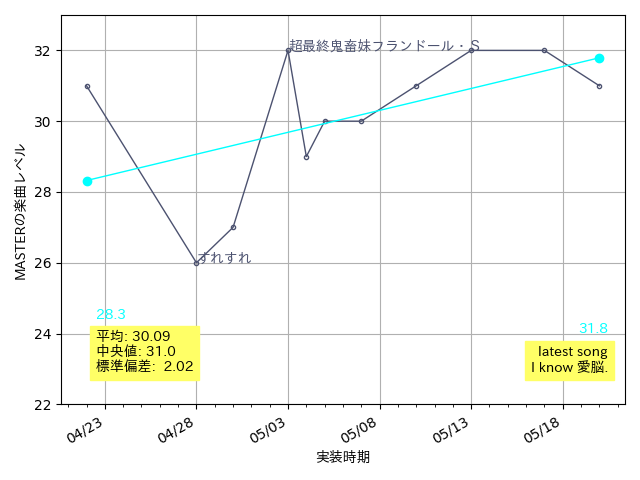 超最終鬼畜妹フランドール・S
すれすれ
28.3
31.8
平均: 30.09
中央値: 31.0
標準偏差: 2.02
latest song
I know 愛脳.
MASTERの楽曲レベル
32
30
28
26
24
22
04/23
04/28
05/03
05/08
05/13
05/18
実装時期